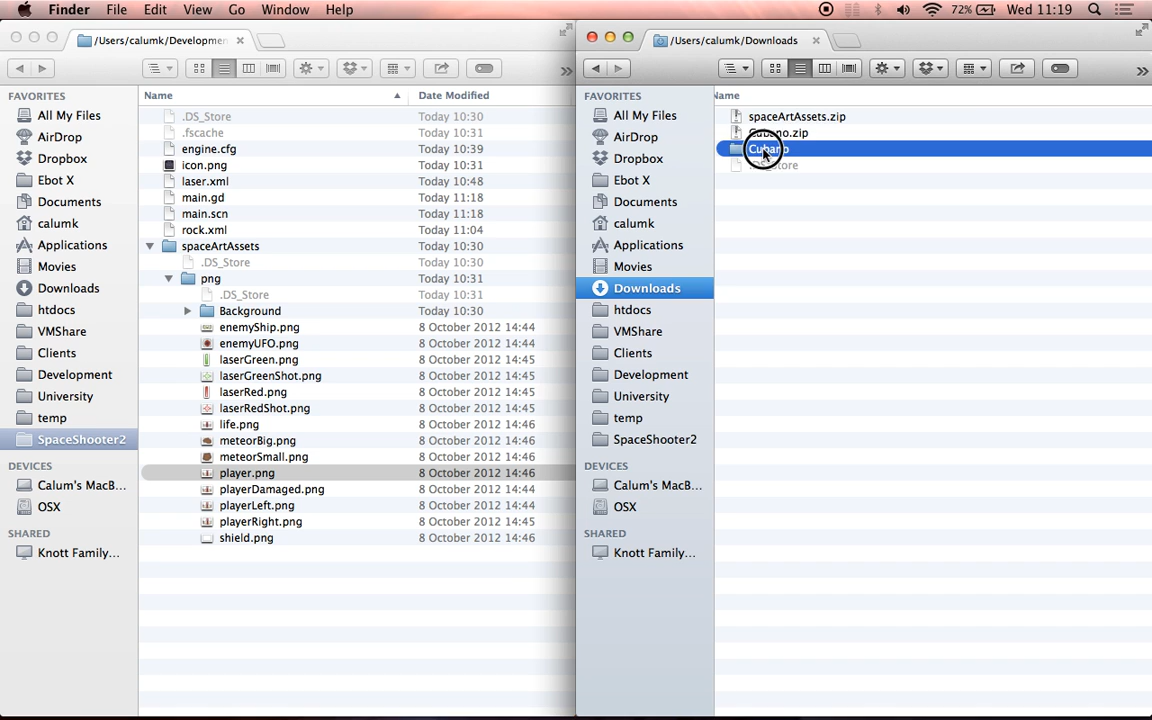 Finder File Edit View Go Window Help 72% Wed 11:19
/Users/calumk/Developmen
FAVORITES
All My Files
AirDrop
Dropbox
Ebot X
Documents
calumk
Applications
Movies
Downloads
htdocs
VMShare
Clients
Development
University
temp
SpaceShooter2
DEVICES
Calum's MacB...
OSX
SHARED
Knott Family...
Name Date Modified
.DS_Store Today 10:30
.fscache Today 10:31
engine.cfg Today 10:39
icon.png Today 10:31
laser.xml Today 10:48
main.gd Today 11:18
main.scn Today 11:18
rock.xml Today 11:04
spaceArtAssets Today 10:30
.DS_Store Today 10:30
png Today 10:31
.DS_Store Today 10:31
Background Today 10:30
enemyShip.png 8 October 2012 14:44
enemyUFO.png 8 October 2012 14:44
laserGreen.png 8 October 2012 14:45
laserGreenShot.png 8 October 2012 14:45
laserRed.png 8 October 2012 14:45
laserRedShot.png 8 October 2012 14:45
life.png 8 October 2012 14:46
meteorBig.png 8 October 2012 14:46
meteorSmall.png 8 October 2012 14:46
player.png 8 October 2012 14:46
playerDamaged.png 8 October 2012 14:44
playerLeft.png 8 October 2012 14:44
playerRight.png 8 October 2012 14:45
shield.png 8 October 2012 14:46
/Users/calumk/Downloads
FAVORITES
All My Files
AirDrop
Dropbox
Ebot X
Documents
calumk
Applications
Movies
Downloads
htdocs
VMShare
Clients
Development
University
temp
SpaceShooter2
DEVICES
Calum's MacB...
OSX
SHARED
Knott Family...
Name
spaceArtAssets.zip
Cubano.zip
Cubano
.DS_Store